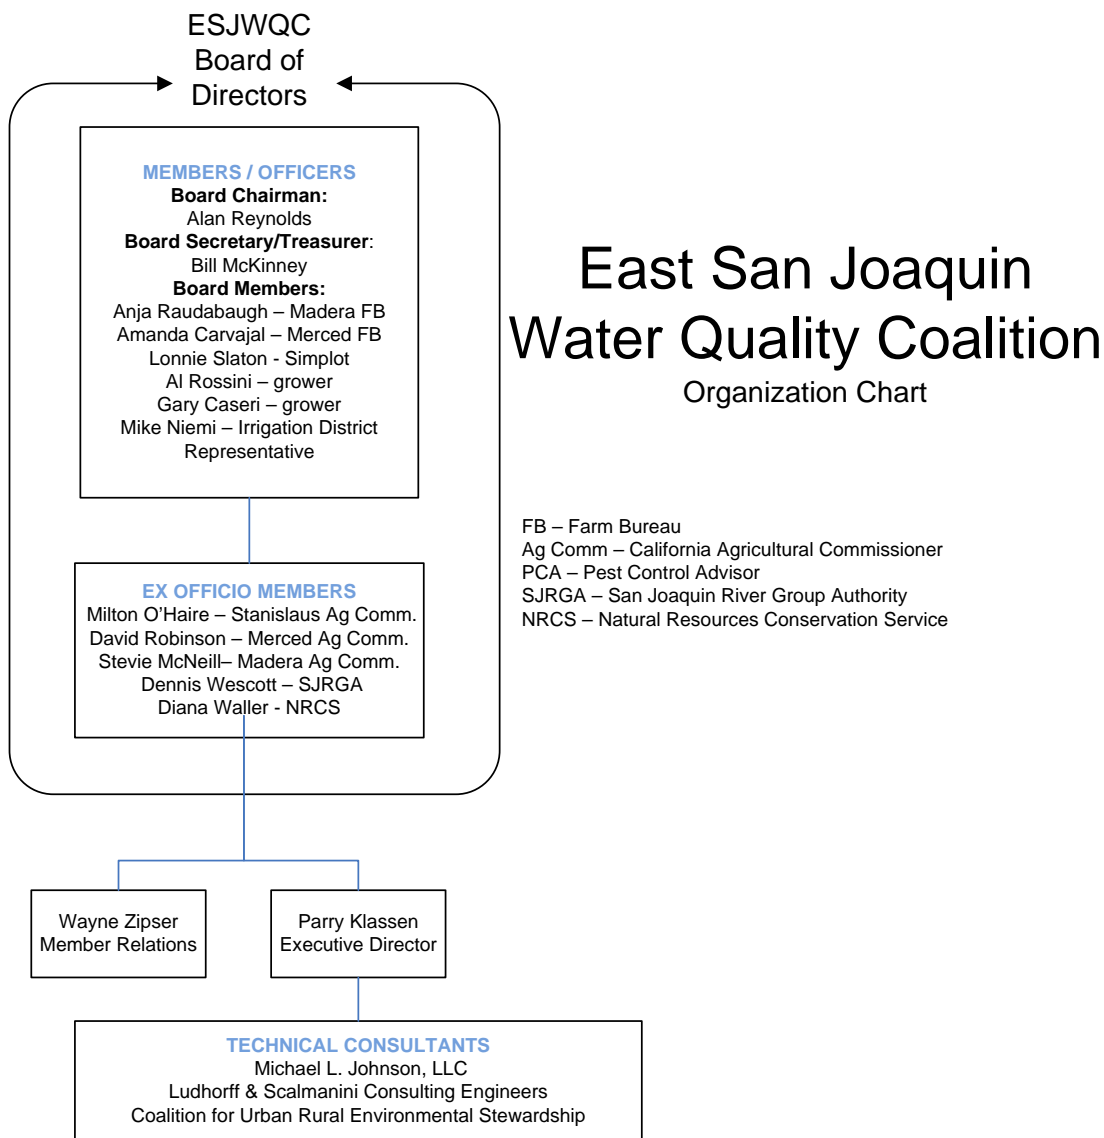 ESJWQC
Board of
Directors
MEMBERS / OFFICERS
Board Chairman:
Alan Reynolds
Board Secretary/Treasurer:
Bill McKinney
Board Members:
Anja Raudabaugh – Madera FB
Amanda Carvajal – Merced FB
Lonnie Slaton - Simplot
Al Rossini – grower
Gary Caseri – grower
Mike Niemi – Irrigation District
Representative
East San Joaquin
Water Quality Coalition
Organization Chart
FB – Farm Bureau
Ag Comm – California Agricultural Commissioner
PCA – Pest Control Advisor
SJRGA – San Joaquin River Group Authority
NRCS – Natural Resources Conservation Service
EX OFFICIO MEMBERS
Milton O’Haire – Stanislaus Ag Comm.
David Robinson – Merced Ag Comm.
Stevie McNeill– Madera Ag Comm.
Dennis Wescott – SJRGA
Diana Waller - NRCS
Wayne Zipser
Member Relations
Parry Klassen
Executive Director
TECHNICAL CONSULTANTS
Michael L. Johnson, LLC
Ludhorff & Scalmanini Consulting Engineers
Coalition for Urban Rural Environmental Stewardship